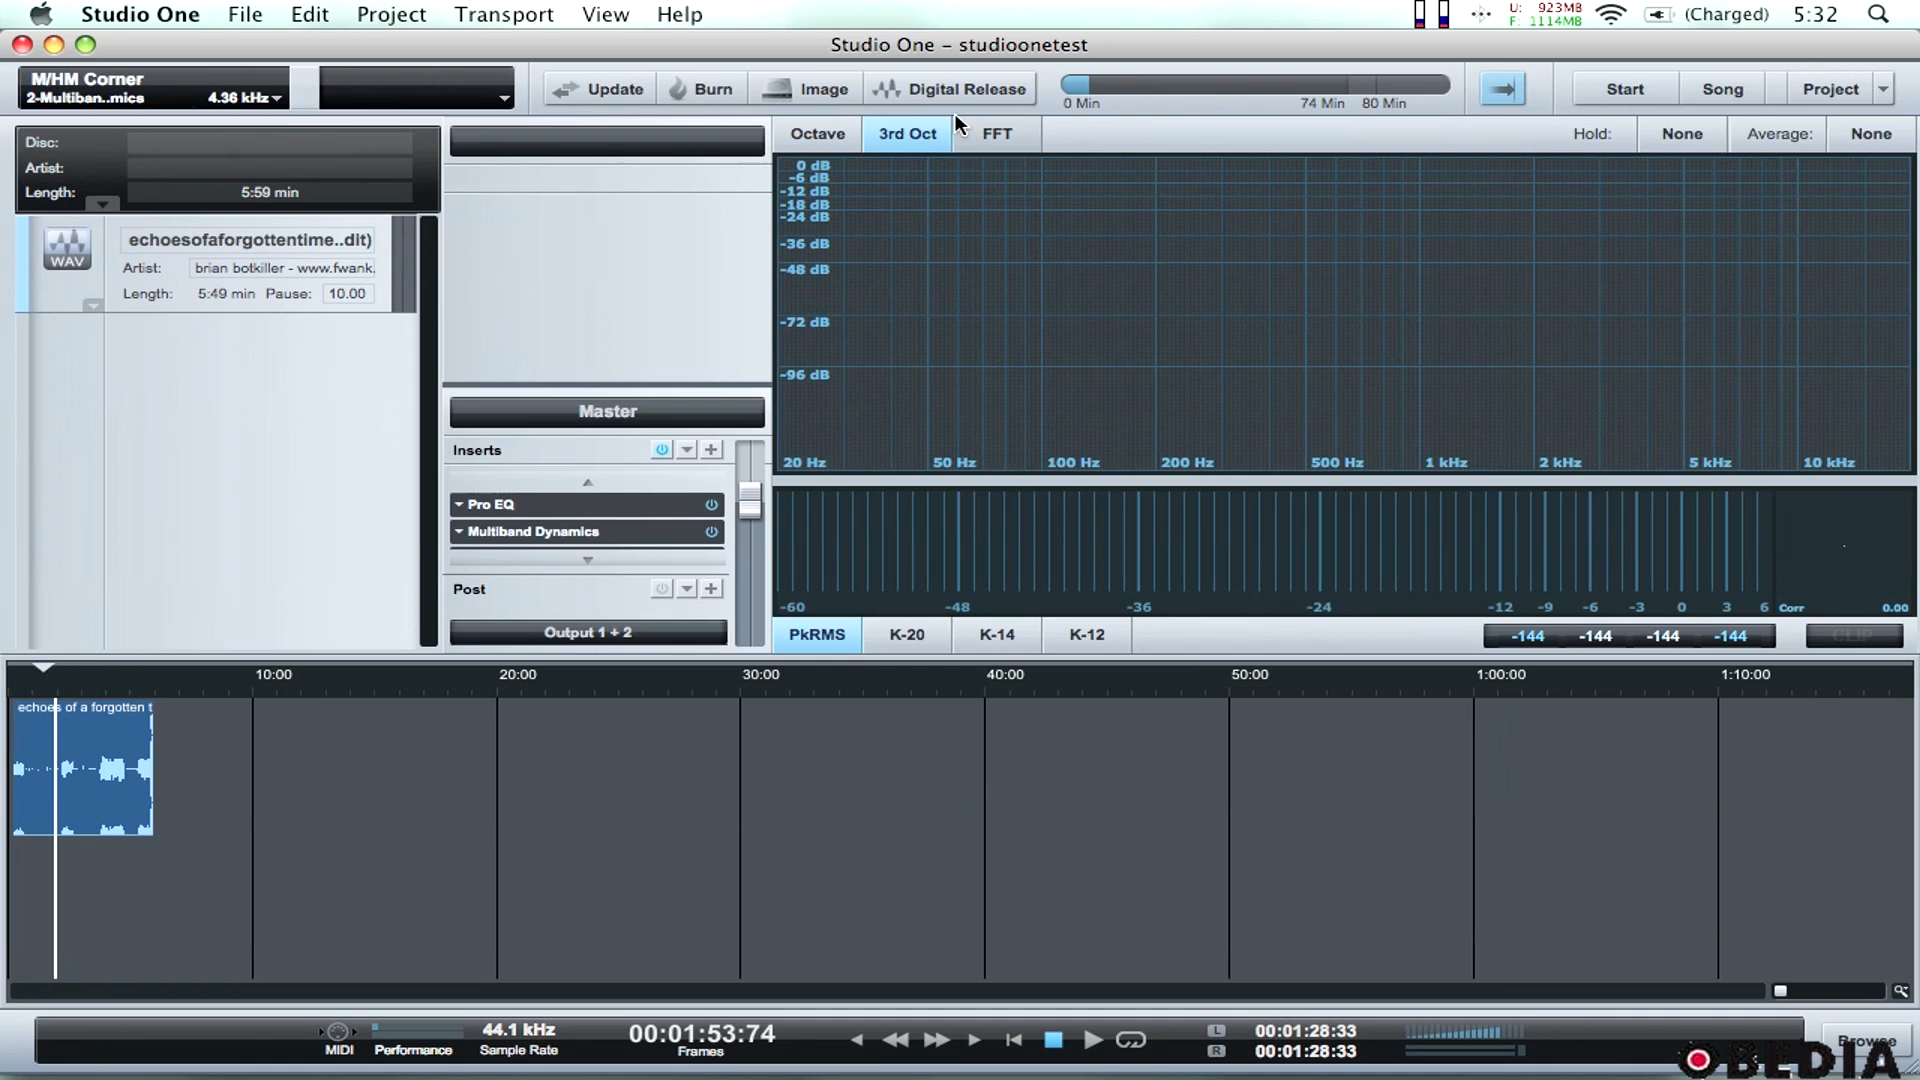 Studio One File Edit Project Transport View Help U: 923MB F: 1114MB (Charged) 5:32
Studio One – studioonetest
M/HM Corner
2-Multiban..mics 4.36 kHz
Update Burn Image Digital Release
0 Min 74 Min 80 Min
Start Song Project
Disc:
Artist:
Length: 5:59 min
Octave 3rd Oct FFT Hold: None Average: None
WAV
echoesofaforgottentime..dit)
Artist: brian botkiller - www.fwank.
Length: 5:49 min Pause: 10.00
0 dB
-6 dB
-12 dB
-18 dB
-24 dB
-36 dB
-48 dB
-72 dB
-96 dB
20 Hz 50 Hz 100 Hz 200 Hz 500 Hz 1 kHz 2 kHz 5 kHz 10 kHz
Master
Inserts
Pro EQ
Multiband Dynamics
Post
Output 1 + 2
-60 -48 -36 -24 -12 -9 -6 -3 0 3 6 Corr 0.00
PkRMS K-20 K-14 K-12 -144 -144 -144 -144 CLIP
10:00 20:00 30:00 40:00 50:00 1:00:00 1:10:00
echoes of a forgotten t
MIDI
Performance
44.1 kHz
Sample Rate
00:01:53:74
Frames
L 00:01:28:33
R 00:01:28:33
Browse
OBEDIA